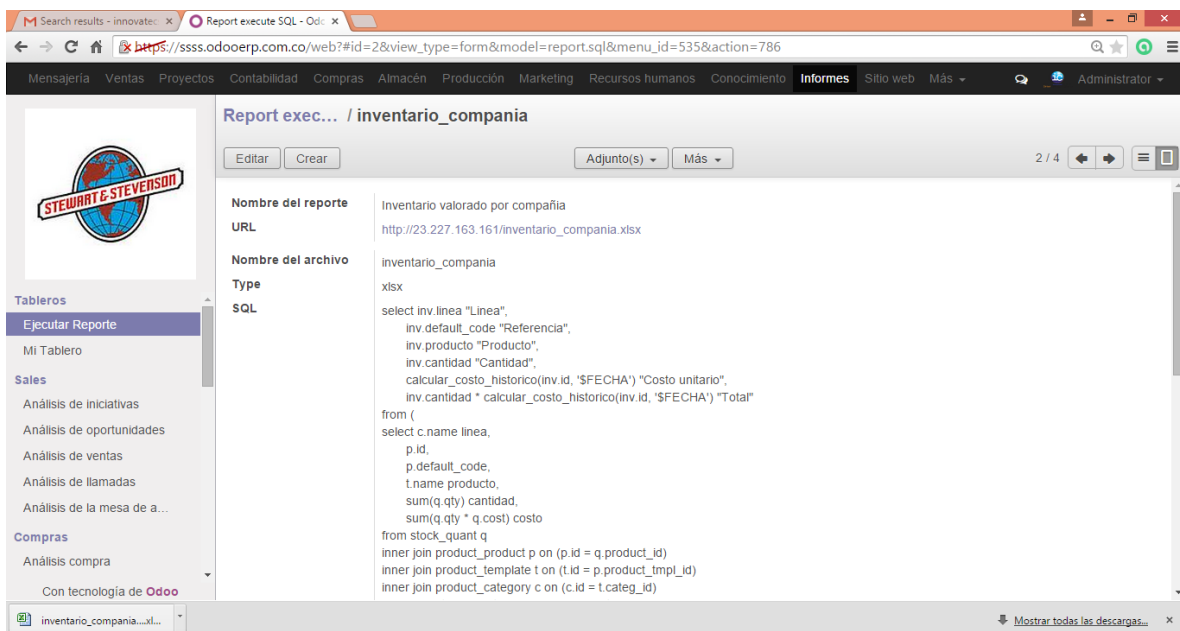 Search results - innovatec
Report execute SQL - Odo
https://ssss.odooerp.com.co/web?#id=2&view_type=form&model=report.sql&menu_id=535&action=786
Mensajería Ventas Proyectos Contabilidad Compras Almacén Producción Marketing Recursos humanos Conocimiento Informes Sitio web Más Administrator
STEWART & STEVENSON
Report exec... / inventario_compania
Editar Crear Adjunto(s) Más 2 / 4
Tableros
Ejecutar Reporte
Mi Tablero
Sales
Análisis de iniciativas
Análisis de oportunidades
Análisis de ventas
Análisis de llamadas
Análisis de la mesa de a...
Compras
Análisis compra
Con tecnología de Odoo
Nombre del reporte Inventario valorado por compañia
URL http://23.227.163.161/inventario_compania.xlsx
Nombre del archivo inventario_compania
Type xlsx
SQL select inv.linea "Linea",
inv.default_code "Referencia",
inv.producto "Producto",
inv.cantidad "Cantidad",
calcular_costo_historico(inv.id, '$FECHA') "Costo unitario",
inv.cantidad * calcular_costo_historico(inv.id, '$FECHA') "Total"
from (
select c.name linea,
p.id,
p.default_code,
t.name producto,
sum(q.qty) cantidad,
sum(q.qty * q.cost) costo
from stock_quant q
inner join product_product p on (p.id = q.product_id)
inner join product_template t on (t.id = p.product_tmpl_id)
inner join product_category c on (c.id = t.categ_id)
inventario_compania....xl...
Mostrar todas las descargas...